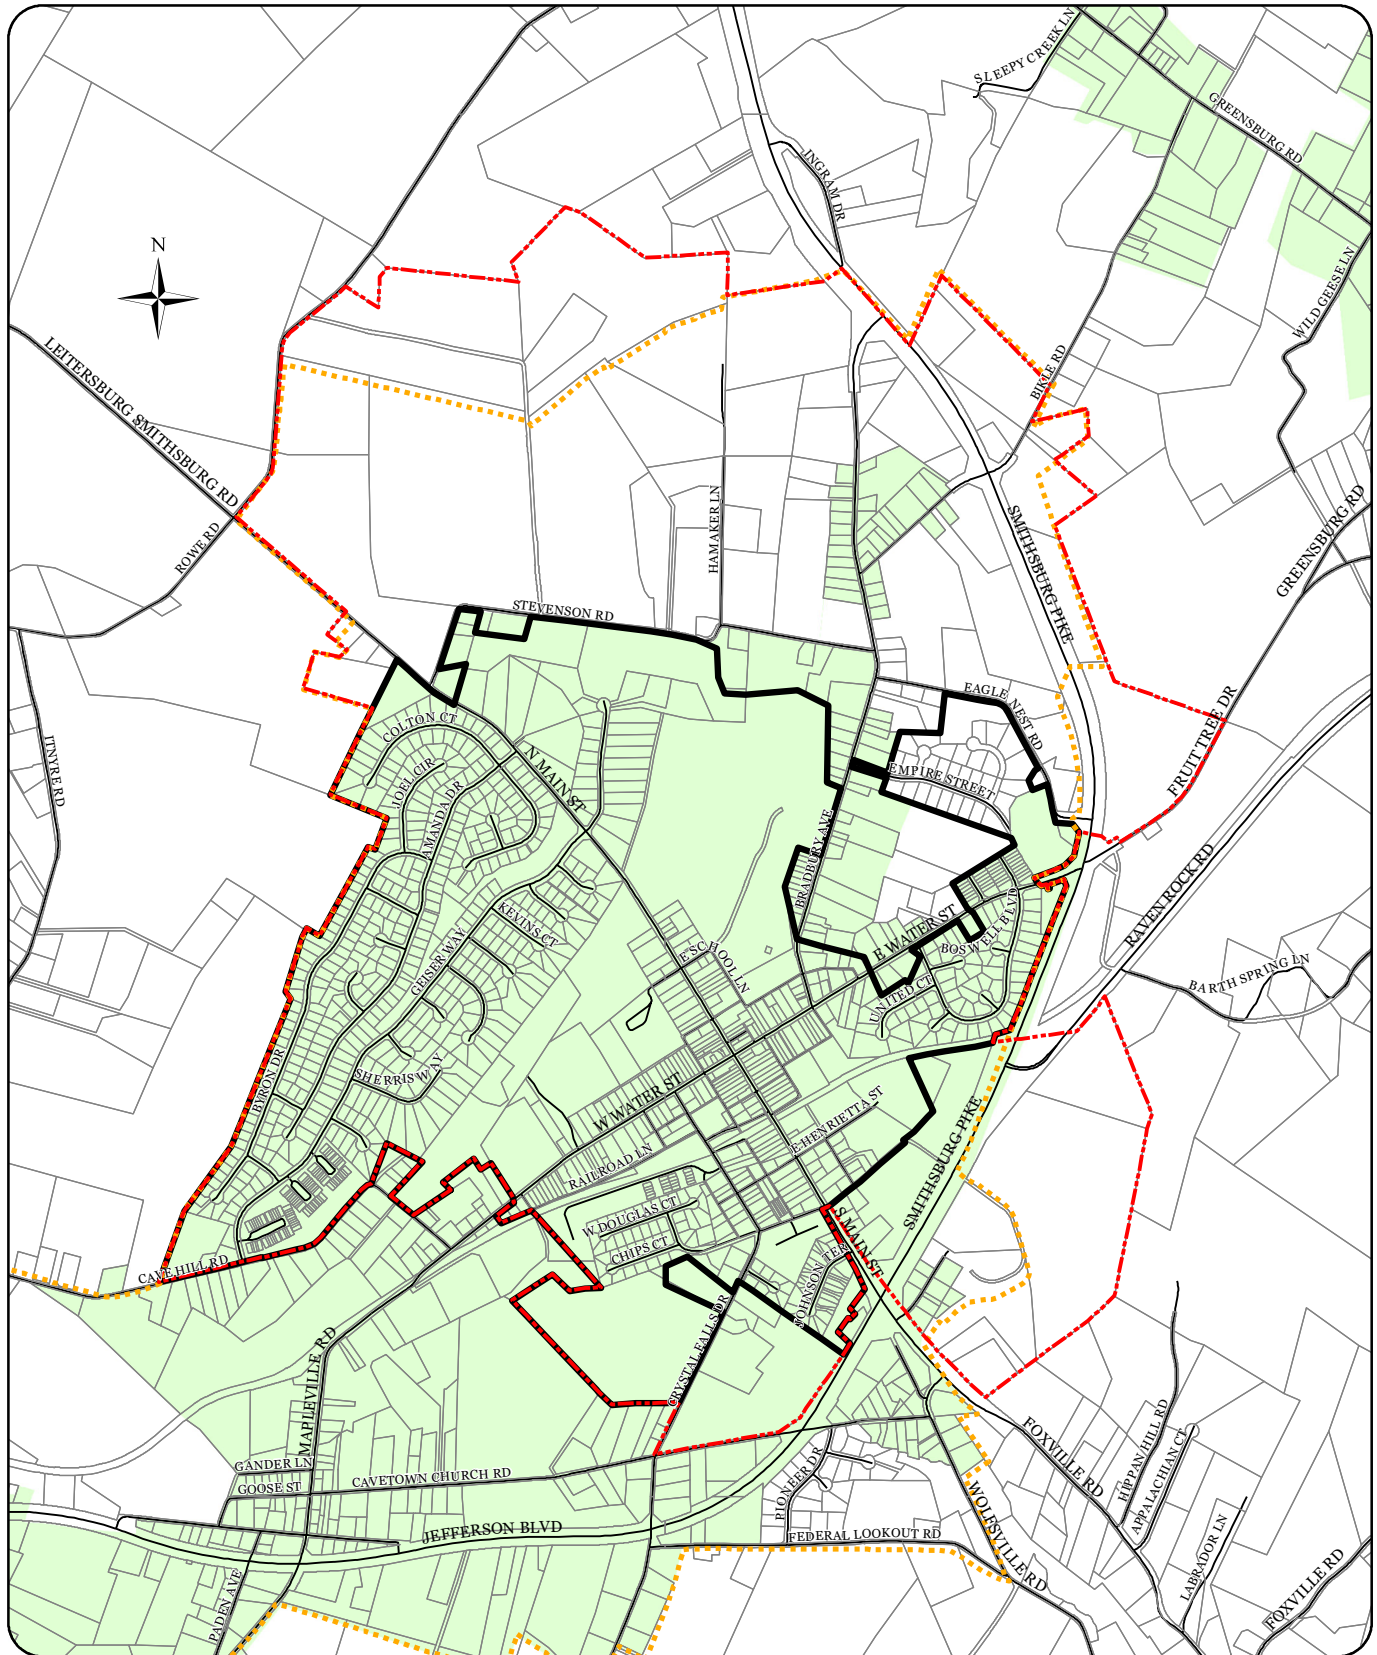 SLEEPY CREEK LN
GREENSBURG RD
INGRAM DR
N
WILD GEESE LN
LEITERSBURG SMITHSBURG RD
BIKLE RD
ROWE RD
HAMAKER LN
SMITHSBURG PIKE
GREENSBURG RD
STEVENSON RD
EAGLE NEST RD
FRUIT TREE DR
COLTON CT
N MAIN ST
ITNYRE RD
JOEL CIR
EMPIRE STREET
AMANDA DR
BRADBURY AVE
RAVEN ROCK RD
KEVINS CT
E WATER ST
BOSWELL BLVD
GEISER WAY
E SCHOOL LN
BARTH SPRING LN
UNITED CT
BYRON DR
SHERRIS WAY
W WATER ST
E HENRIETTA ST
SMITHSBURG PIKE
RAILROAD LN
W DOUGLAS CT
S MAIN ST
CHIPS CT
CAVE HILL RD
JOHNSON TER
CRYSTAL FALLS DR
MAPLEVILLE RD
FOXVILLE RD
HIPPAN HILL RD
APPALACHIAN CT
GANDER LN
CAVETOWN CHURCH RD
GOOSE ST
PIONEER DR
WOLFSVILLE RD
JEFFERSON BLVD
FEDERAL LOOKOUT RD
LABRADOR LN
PADEN AVE
FOXVILLE RD